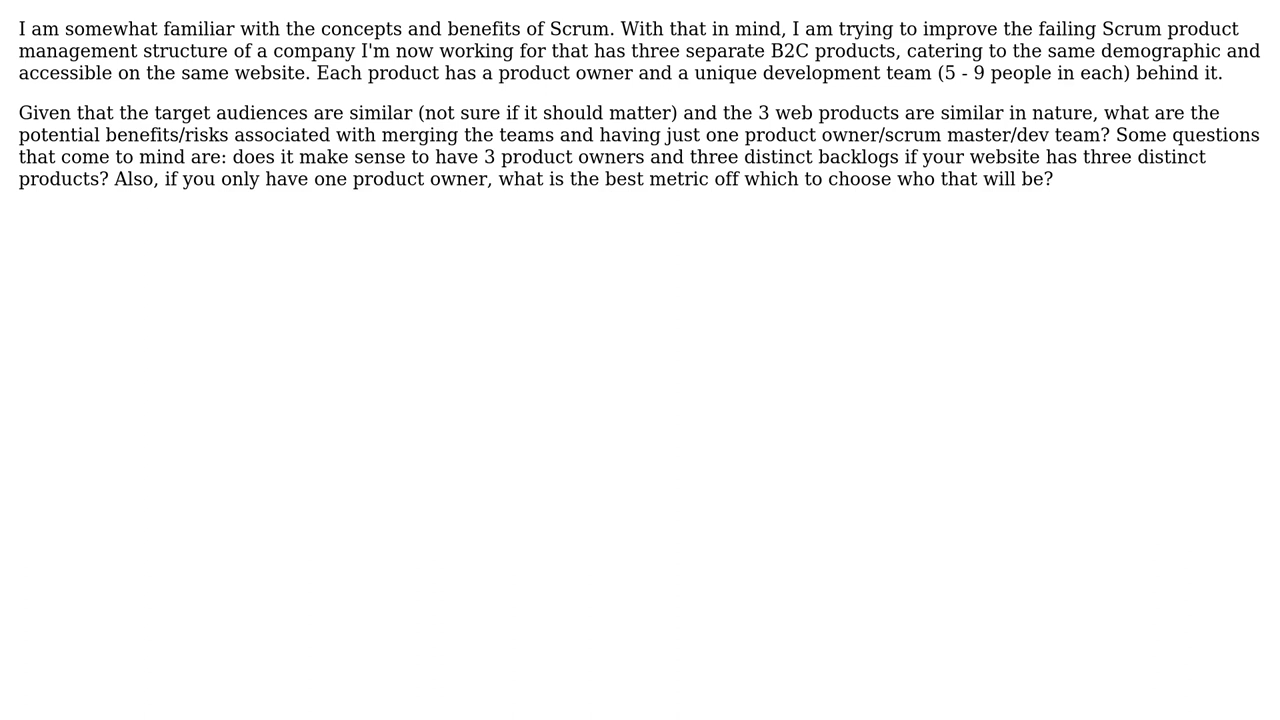 I am somewhat familiar with the concepts and benefits of Scrum. With that in mind, I am trying to improve the failing Scrum product
management structure of a company I'm now working for that has three separate B2C products, catering to the same demographic and
accessible on the same website. Each product has a product owner and a unique development team (5 - 9 people in each) behind it.
Given that the target audiences are similar (not sure if it should matter) and the 3 web products are similar in nature, what are the
potential benefits/risks associated with merging the teams and having just one product owner/scrum master/dev team? Some questions
that come to mind are: does it make sense to have 3 product owners and three distinct backlogs if your website has three distinct
products? Also, if you only have one product owner, what is the best metric off which to choose who that will be?